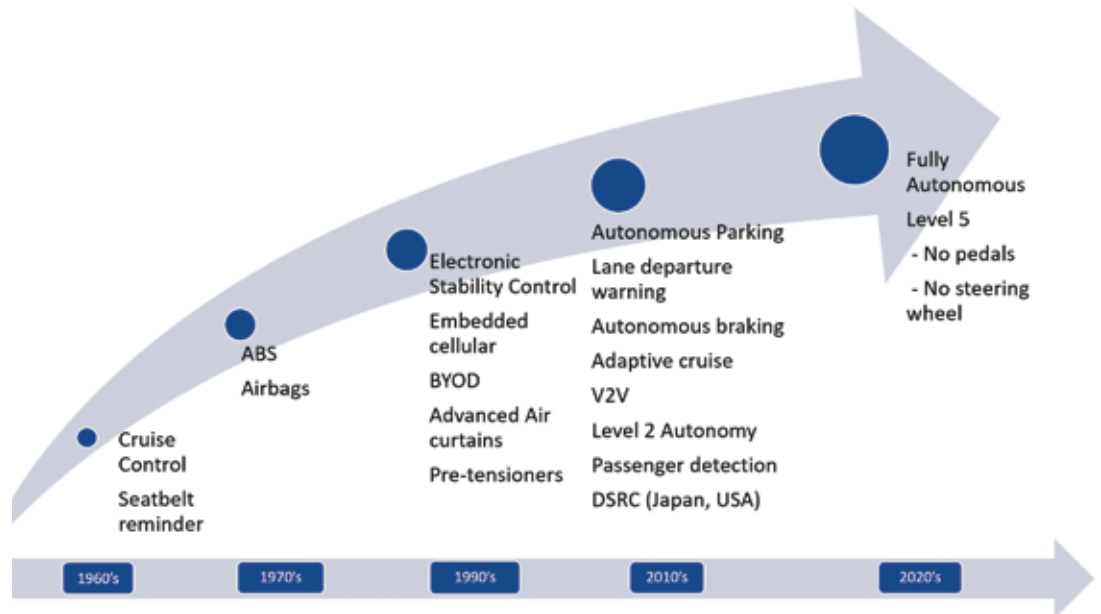 Cruise
Control
Seatbelt
reminder
ABS
Airbags
Electronic
Stability Control
Embedded
cellular
BYOD
Advanced Air
curtains
Pre-tensioners
Autonomous Parking
Lane departure
warning
Autonomous braking
Adaptive cruise
V2V
Level 2 Autonomy
Passenger detection
DSRC (Japan, USA)
Fully
Autonomous
Level 5
- No pedals
- No steering
wheel
1960's
1970's
1990's
2010's
2020's